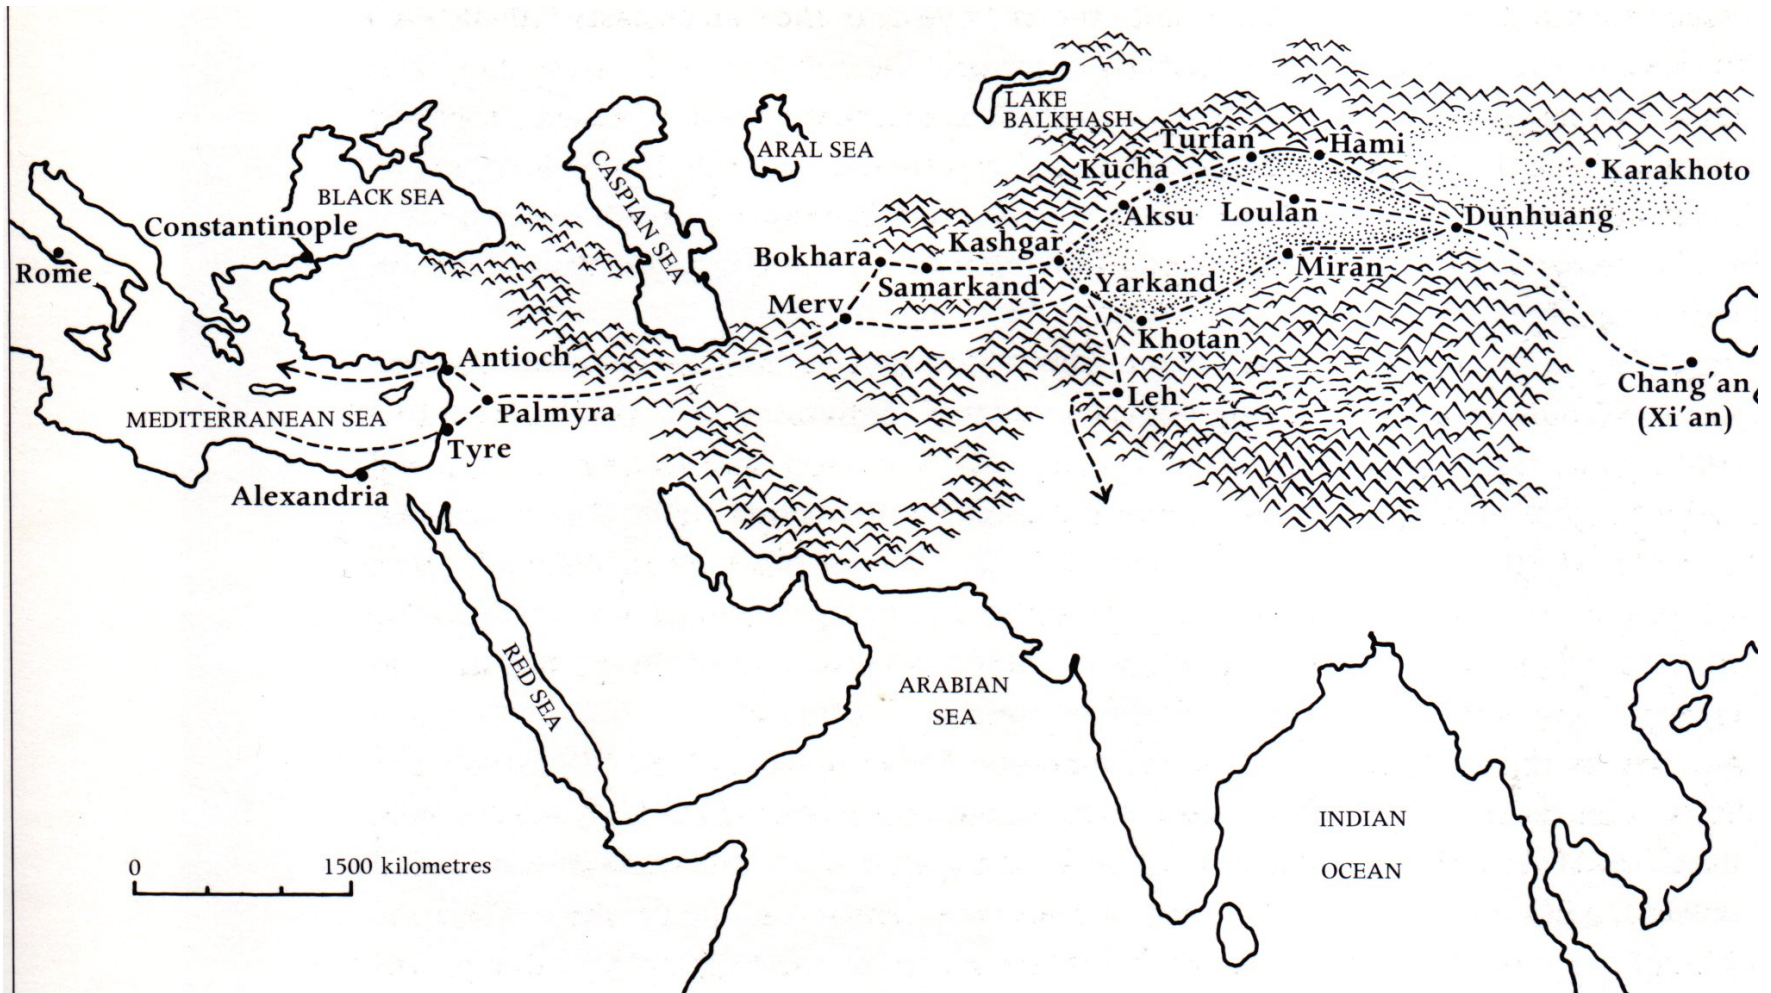 LAKE
BALKHASH
Turfan
Hami
ARAL SEA
Kucha
Karakhoto
CASPIAN SEA
BLACK SEA
Aksu
Loulan
Dunhuang
Constantinople
Kashgar
Bokhara
Rome
Miran
Samarkand
Yarkand
Merv
Khotan
Antioch
Chang'an
(Xi'an)
Leh
Palmyra
MEDITERRANEAN SEA
Tyre
Alexandria
RED SEA
ARABIAN
SEA
INDIAN
OCEAN
0 1500 kilometres